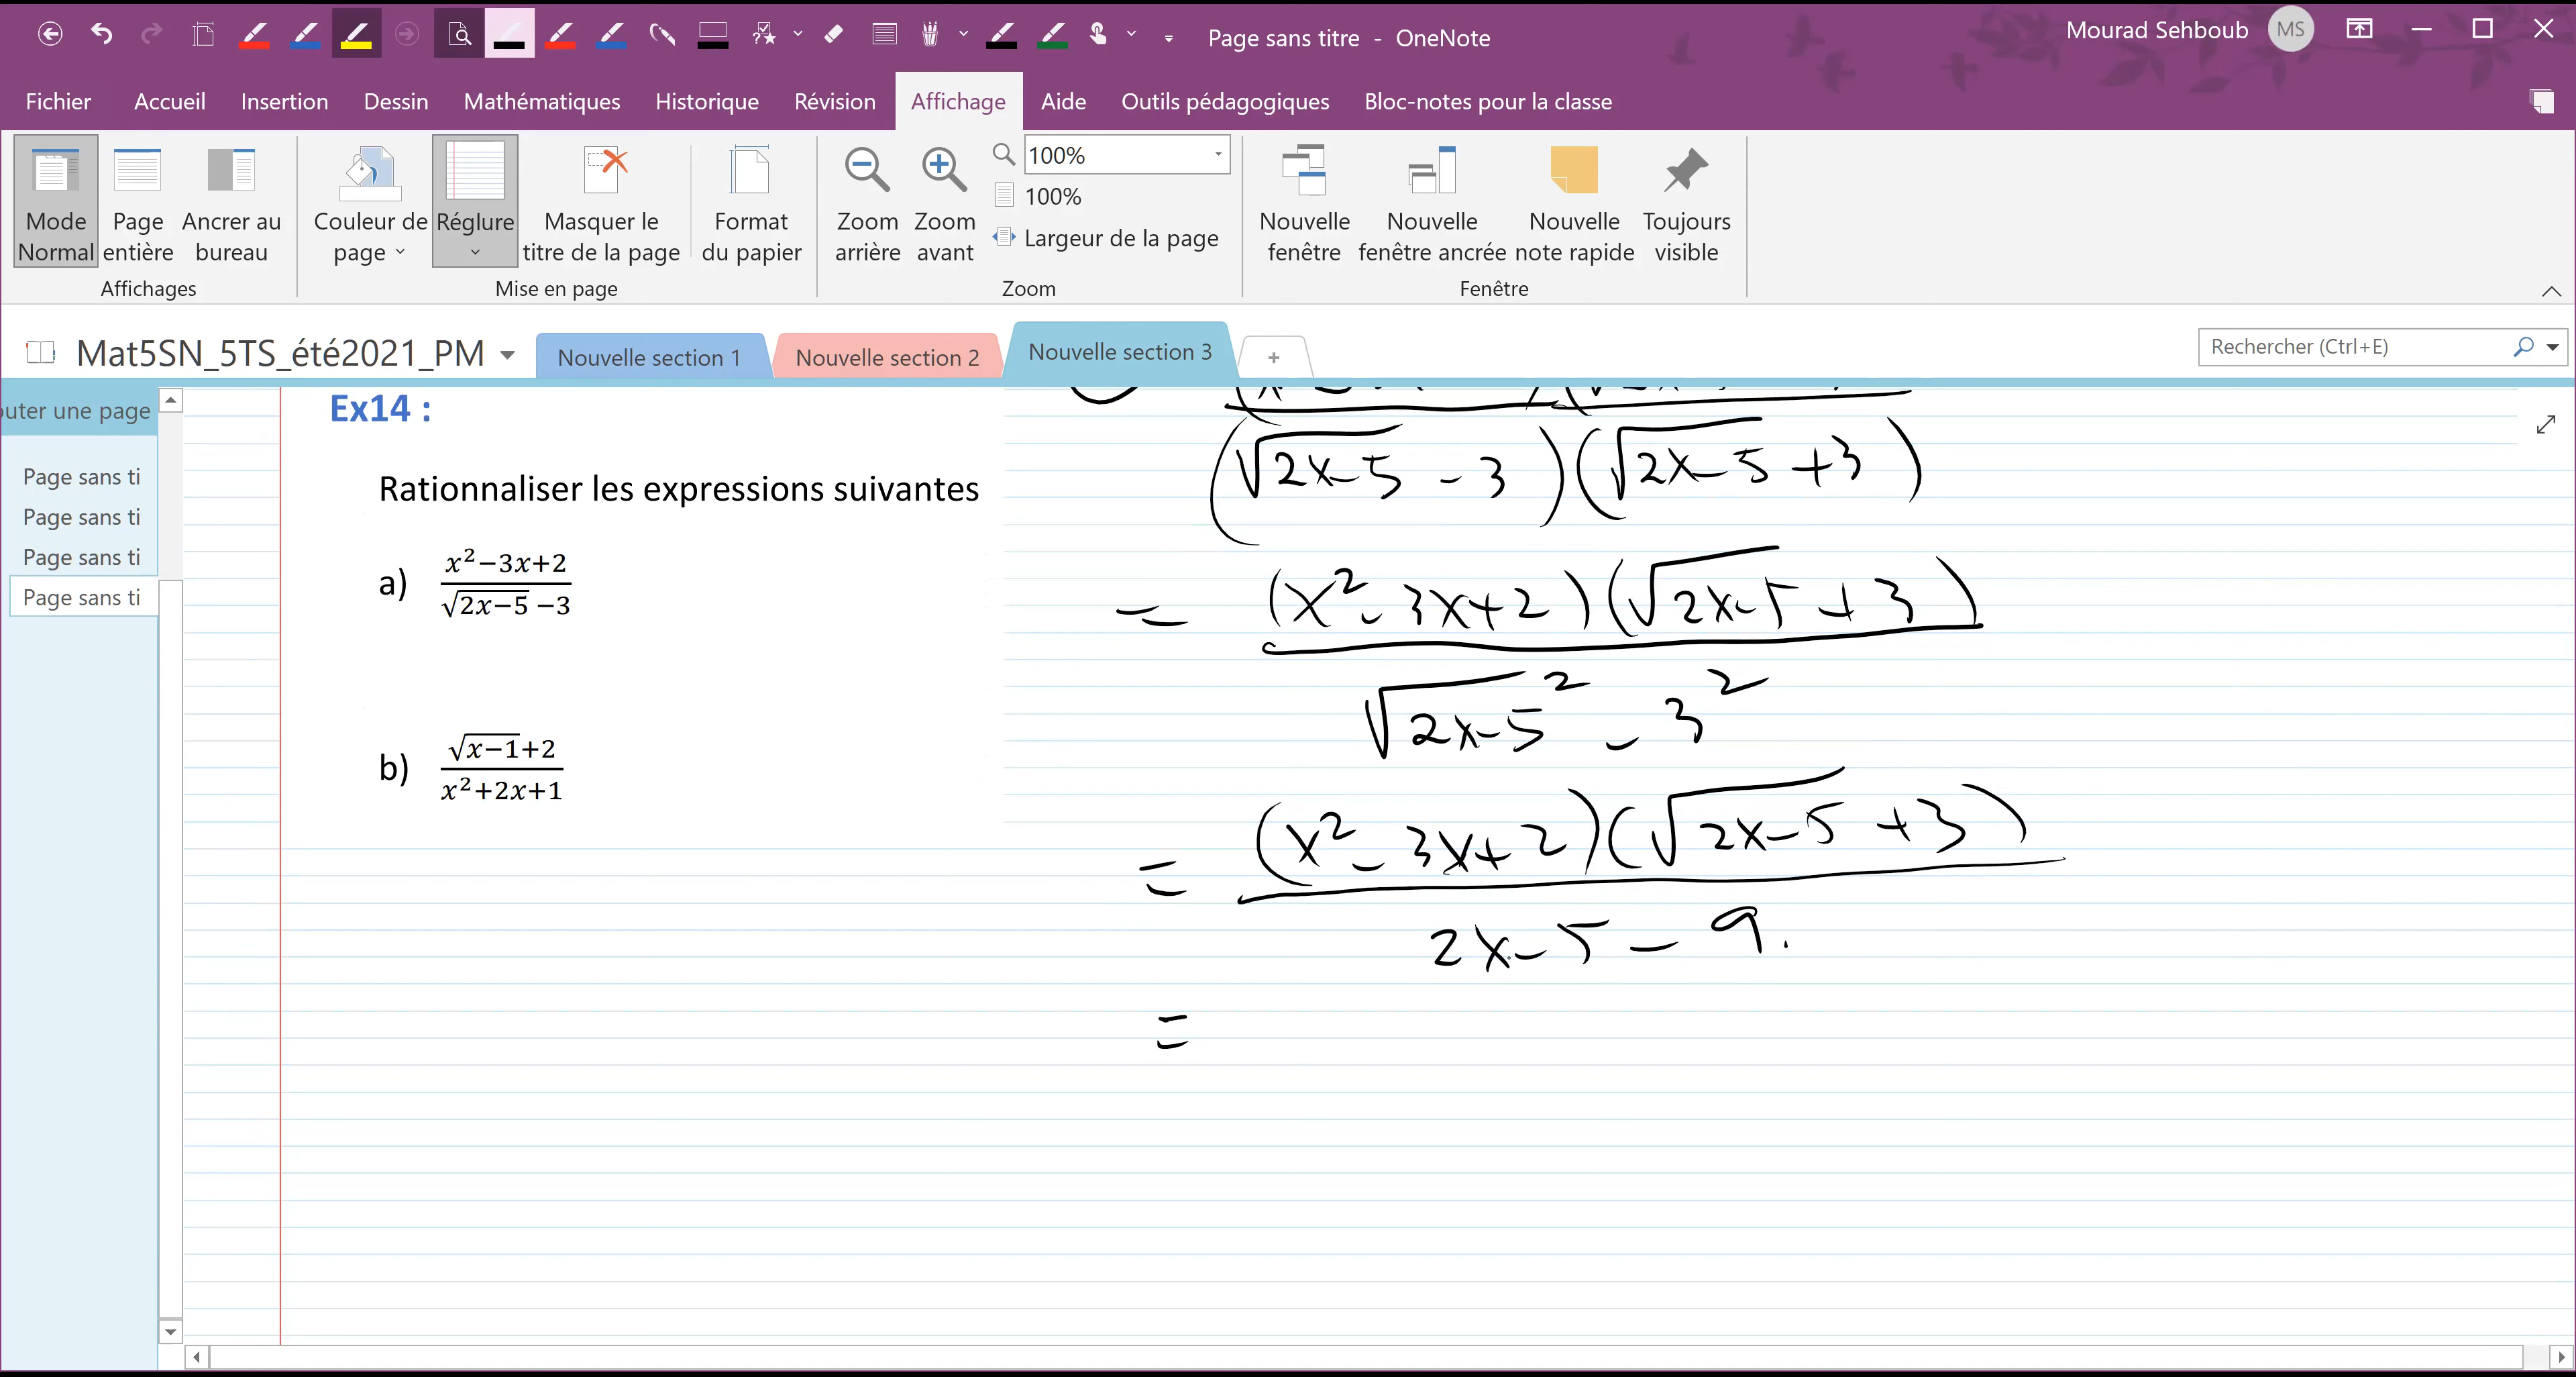 Page sans titre - OneNote
Mourad Sehboub MS
Fichier Accueil Insertion Dessin Mathématiques Historique Révision Affichage Aide Outils pédagogiques Bloc-notes pour la classe
Mode Normal
Page entière
Ancrer au bureau
Affichages
Couleur de page
Réglure
Masquer le titre de la page
Format du papier
Mise en page
Zoom arrière
Zoom avant
100%
100%
Largeur de la page
Zoom
Nouvelle fenêtre
Nouvelle fenêtre ancrée
Nouvelle note rapide
Toujours visible
Fenêtre
Mat5SN_5TS_été2021_PM
Nouvelle section 1
Nouvelle section 2
Nouvelle section 3
+
Rechercher (Ctrl+E)
outer une page
Page sans ti
Page sans ti
Page sans ti
Page sans ti
Ex14 :
Rationnaliser les expressions suivantes
a) (x²−3x+2)/(√(2x−5) −3)
b) (√(x−1)+2)/(x²+2x+1)
(√(2x-5) - 3)(√(2x-5) + 3)
= (x² - 3x+2)(√(2x-5) + 3)
√(2x-5)² - 3²
= (x² - 3x+2)(√(2x-5) + 3)
2x-5 - 9.
=